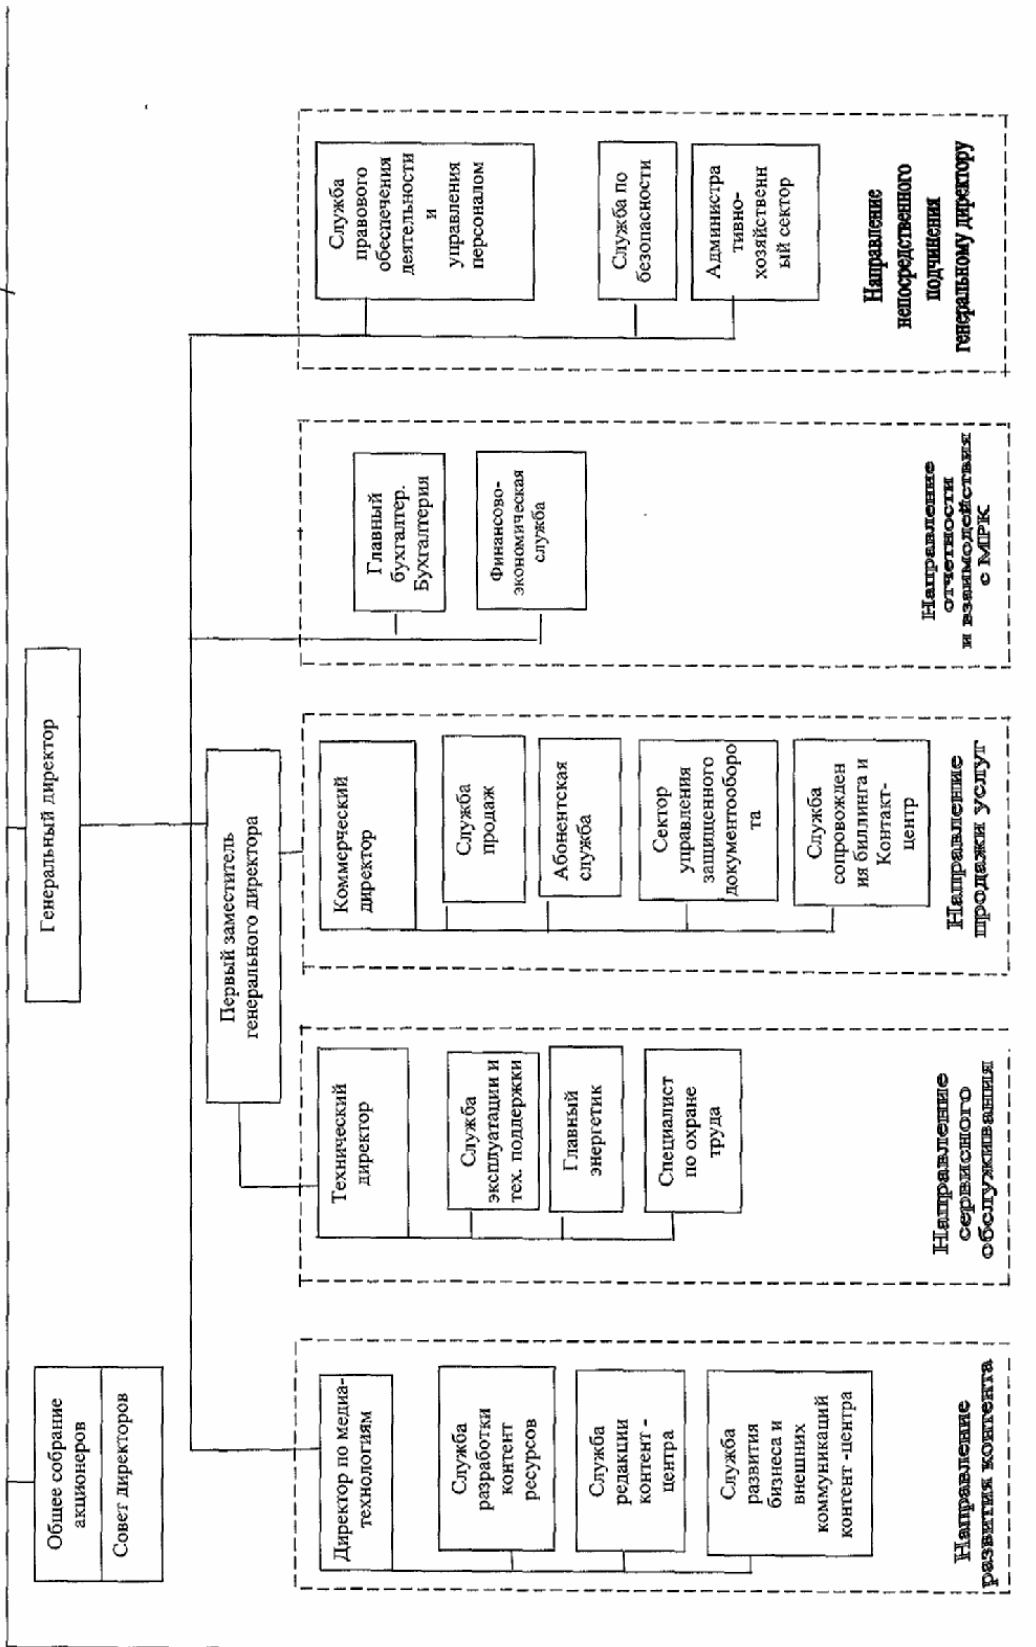 Общее собрание
акционеров
Совет директоров
Генеральный директор
Первый заместитель
генерального директора
Директор по медиа-
технологиям
Служба
разработки
контент
ресурсов
Служба
редакции
контент -
центра
Служба
развития
бизнеса и
внешних
коммуникаций
контент -центра
Направление
развития контента
Технический
директор
Служба
эксплуатации и
тех. поддержки
Главный
энергетик
Специалист
по охране
труда
Направление
сервисного
обслуживания
Коммерческий
директор
Служба
продаж
Абонентская
служба
Сектор
управления
защищенного
документооборо
та
Служба
сопровожден
ия биллинга и
Контакт-
центр
Направление
продажи услуг
Главный
бухгалтер.
Бухгалтерия
Финансово-
экономическая
служба
Направление
отчетности
и взаимодействия
с МРК
Служба
правового
обеспечения
деятельности
и
управления
персоналом
Служба по
безопасности
Администра
тивно-
хозяйственн
ый сектор
Направление
непосредственного
подчинения
генеральному директору